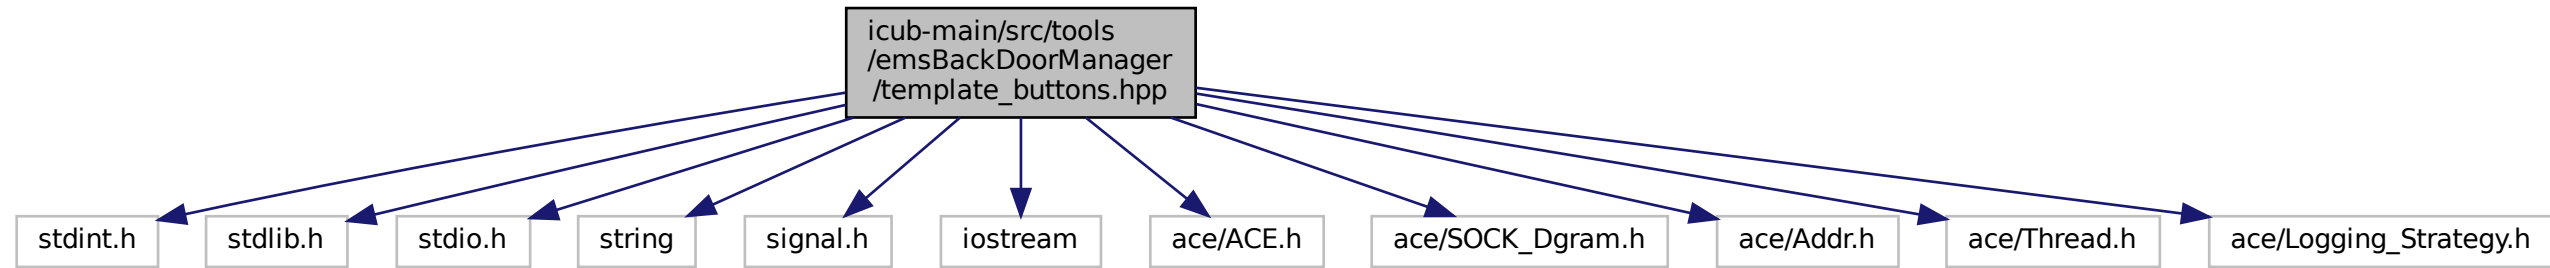 icub-main/src/tools
/emsBackDoorManager
/template_buttons.hpp
stdint.h
stdlib.h
stdio.h
string
signal.h
iostream
ace/ACE.h
ace/SOCK_Dgram.h
ace/Addr.h
ace/Thread.h
ace/Logging_Strategy.h